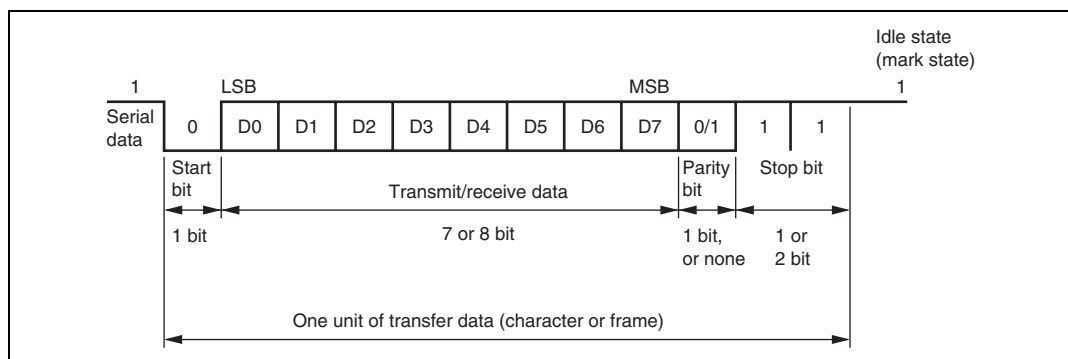 Idle state
(mark state)
1 LSB MSB 1
Serial
data
0 D0 D1 D2 D3 D4 D5 D6 D7 0/1 1 1
Start
bit
Transmit/receive data
Parity
bit
Stop bit
1 bit
7 or 8 bit
1 bit,
or none
1 or
2 bit
One unit of transfer data (character or frame)